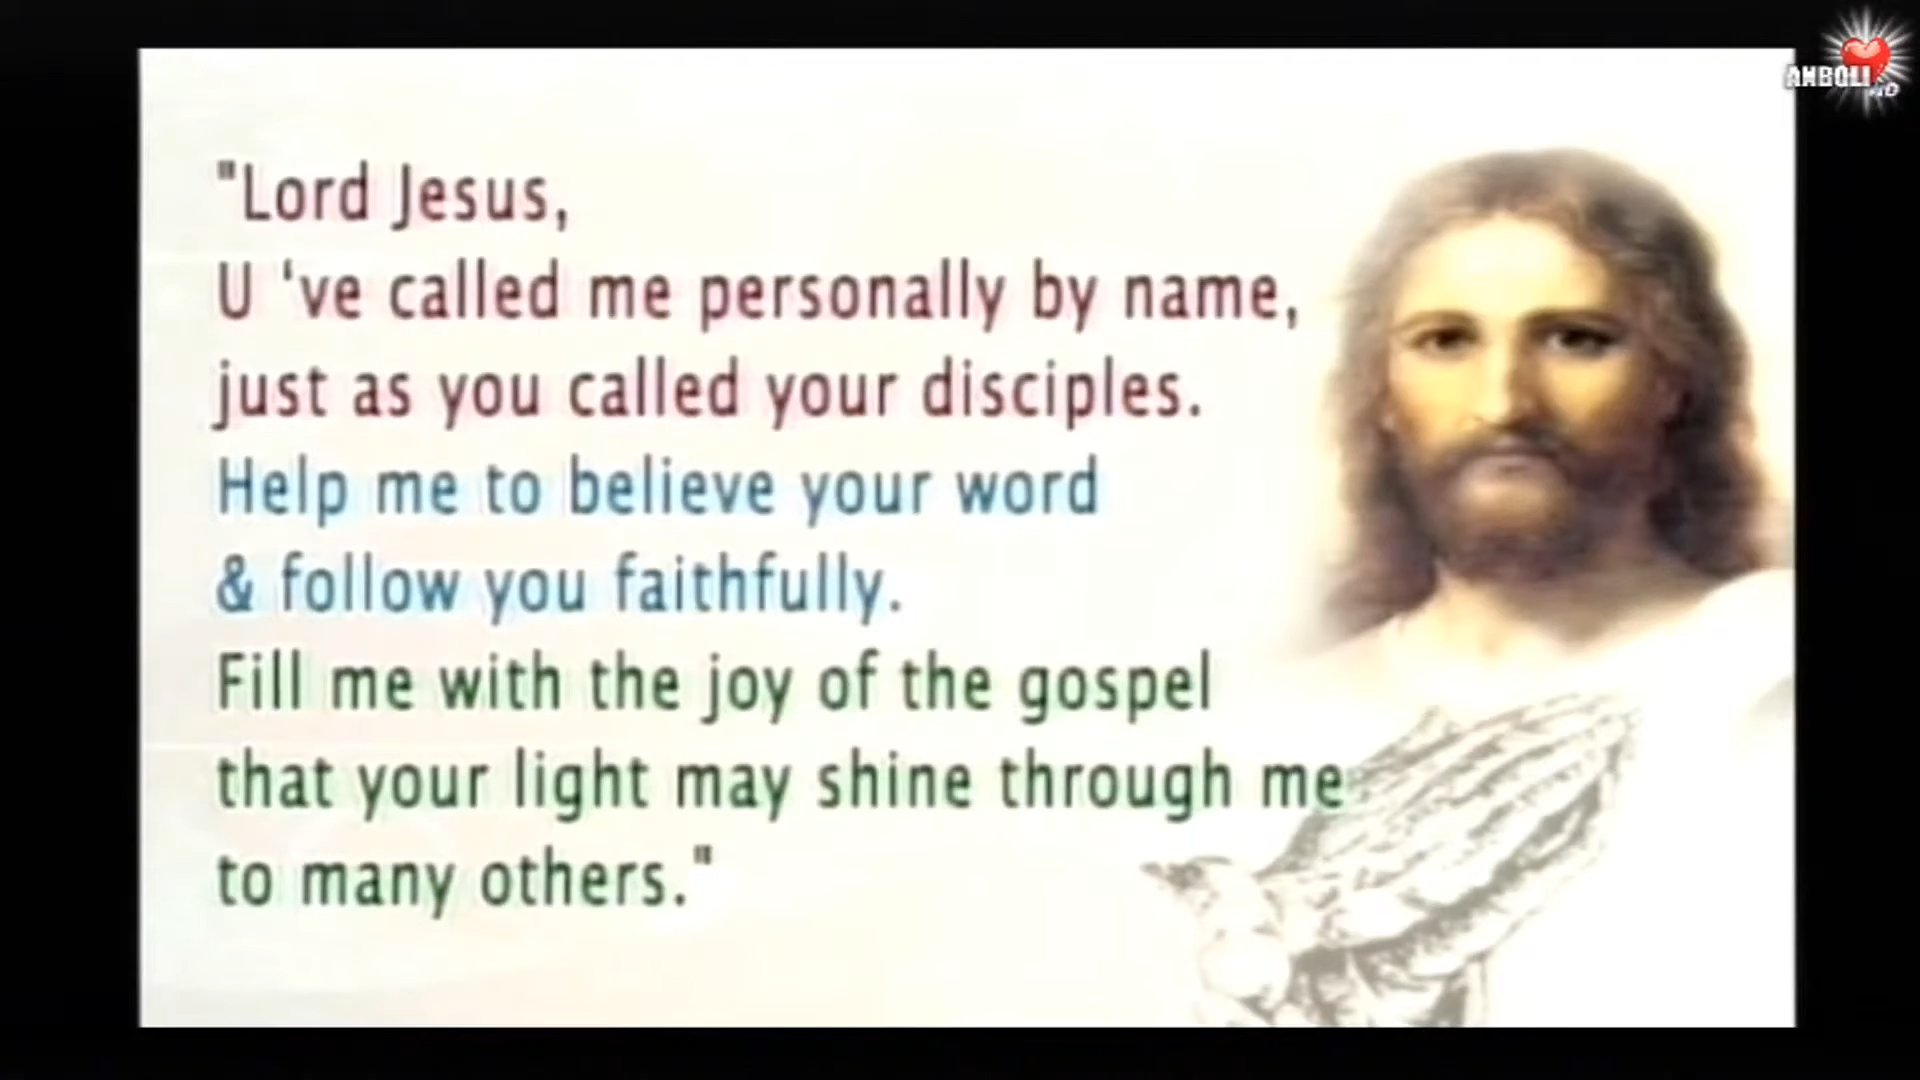 "Lord Jesus,
U 've called me personally by name,
just as you called your disciples.
Help me to believe your word
& follow you faithfully.
Fill me with the joy of the gospel
that your light may shine through me
to many others."
ANBOLI
HD